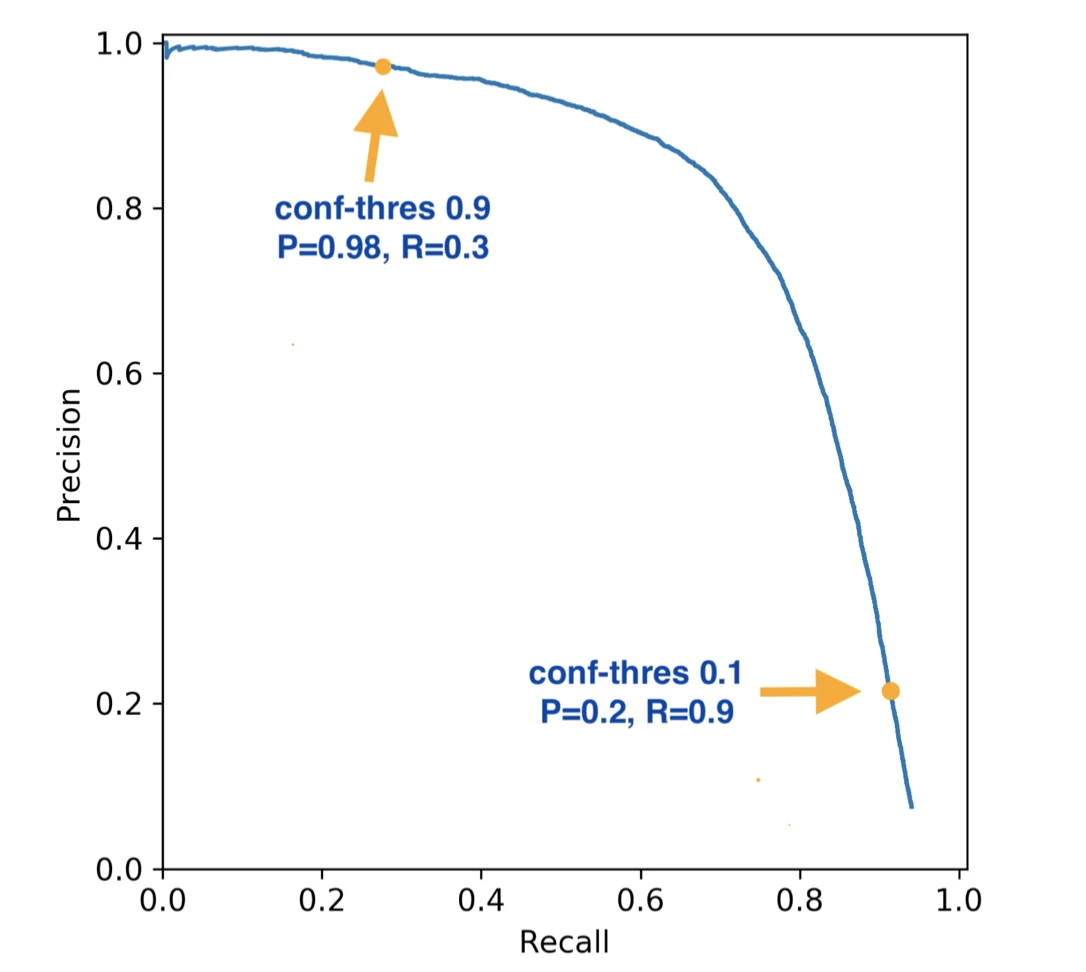 1.0
0.8
0.6
0.4
0.2
0.0
Precision
conf-thres 0.9
P=0.98, R=0.3
conf-thres 0.1
P=0.2, R=0.9
0.0 0.2 0.4 0.6 0.8 1.0
Recall